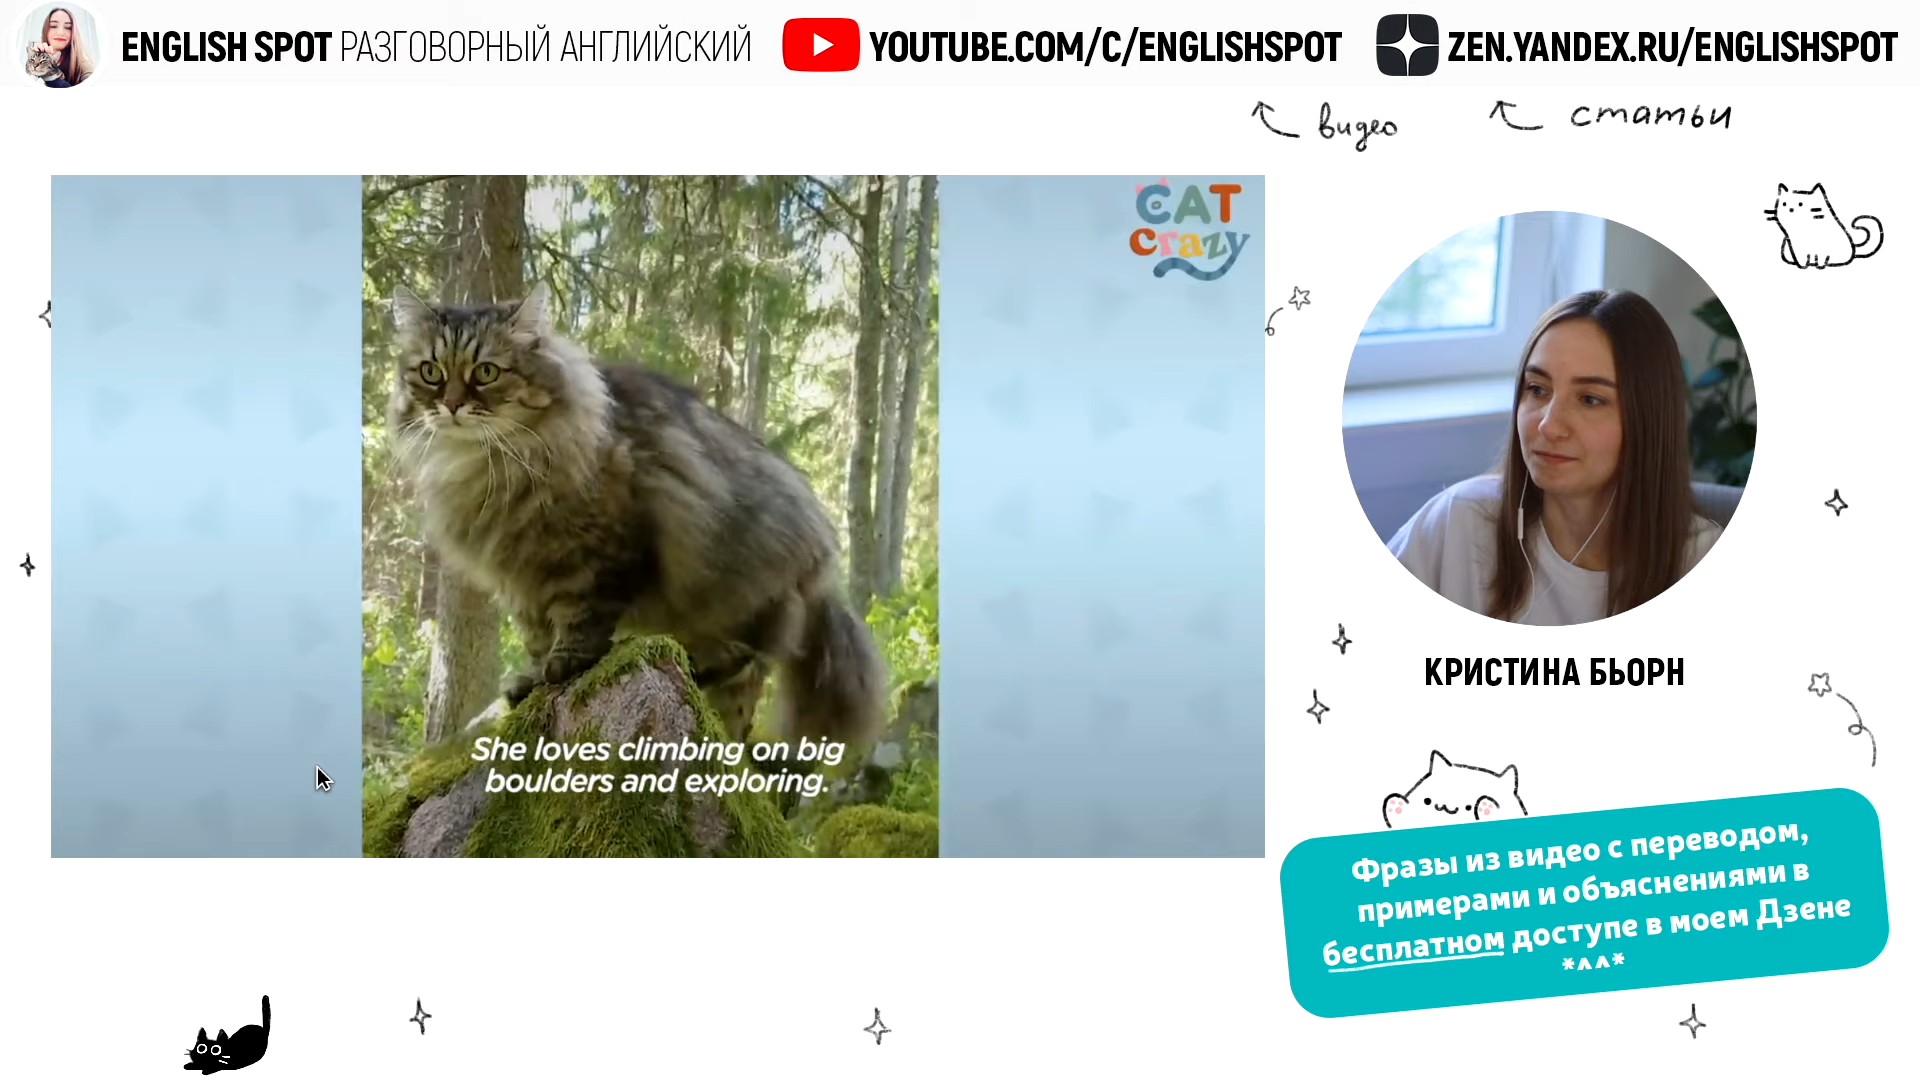 ENGLISH SPOT РАЗГОВОРНЫЙ АНГЛИЙСКИЙ
YOUTUBE.COM/C/ENGLISHSPOT
ZEN.YANDEX.RU/ENGLISHSPOT
видео
статьи
CAT
crazy
She loves climbing on big
boulders and exploring.
КРИСТИНА БЬОРН
Фразы из видео с переводом,
примерами и объяснениями в
бесплатном доступе в моем Дзене
*^^*